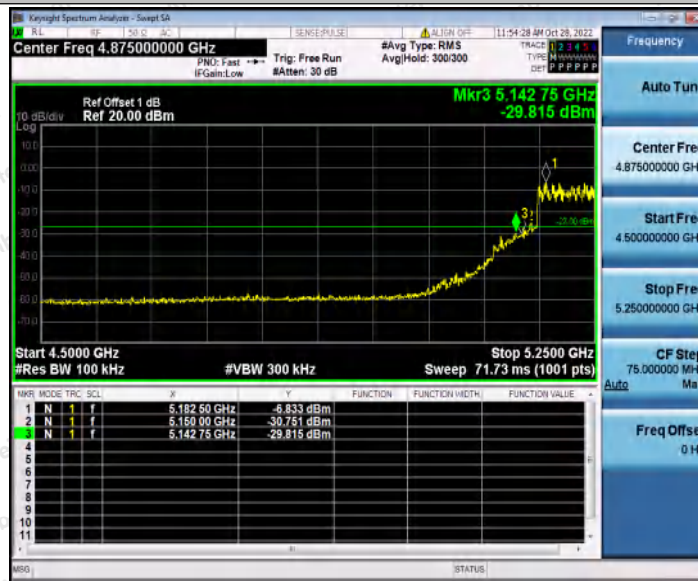 Keysight Spectrum Analyzer - Swept SA
RL RF 50 Ω AC SENSE:PULSE ALIGN OFF 11:54:28 AM Oct 28, 2022
Center Freq 4.875000000 GHz
PNO: Fast
IFGain:Low
Trig: Free Run
#Atten: 30 dB
#Avg Type: RMS
Avg|Hold: 300/300
TRACE 1 2 3 4 5 6
TYPE M W W W W W
DET P P P P P P
Ref Offset 1 dB
10 dB/div Ref 20.00 dBm
Log
Mkr3 5.142 75 GHz
-29.815 dBm
10.0
0.00
-10.0
-20.0
-30.0
-40.0
-50.0
-60.0
-70.0
1
3
Start 4.5000 GHz
Stop 5.2500 GHz
#Res BW 100 kHz
#VBW 300 kHz
Sweep 71.73 ms (1001 pts)
MKR MODE TRC SCL X Y FUNCTION FUNCTION WIDTH FUNCTION VALUE
1 N 1 f 5.182 50 GHz -6.833 dBm
2 N 1 f 5.150 00 GHz -30.751 dBm
3 N 1 f 5.142 75 GHz -29.815 dBm
4
5
6
7
8
9
10
11
MSG
STATUS
Frequency
Auto Tun
Center Fre
4.875000000 GH
Start Fre
4.500000000 GH
Stop Fre
5.250000000 GH
CF Ste
75.000000 MH
Auto Ma
Freq Offse
0 H